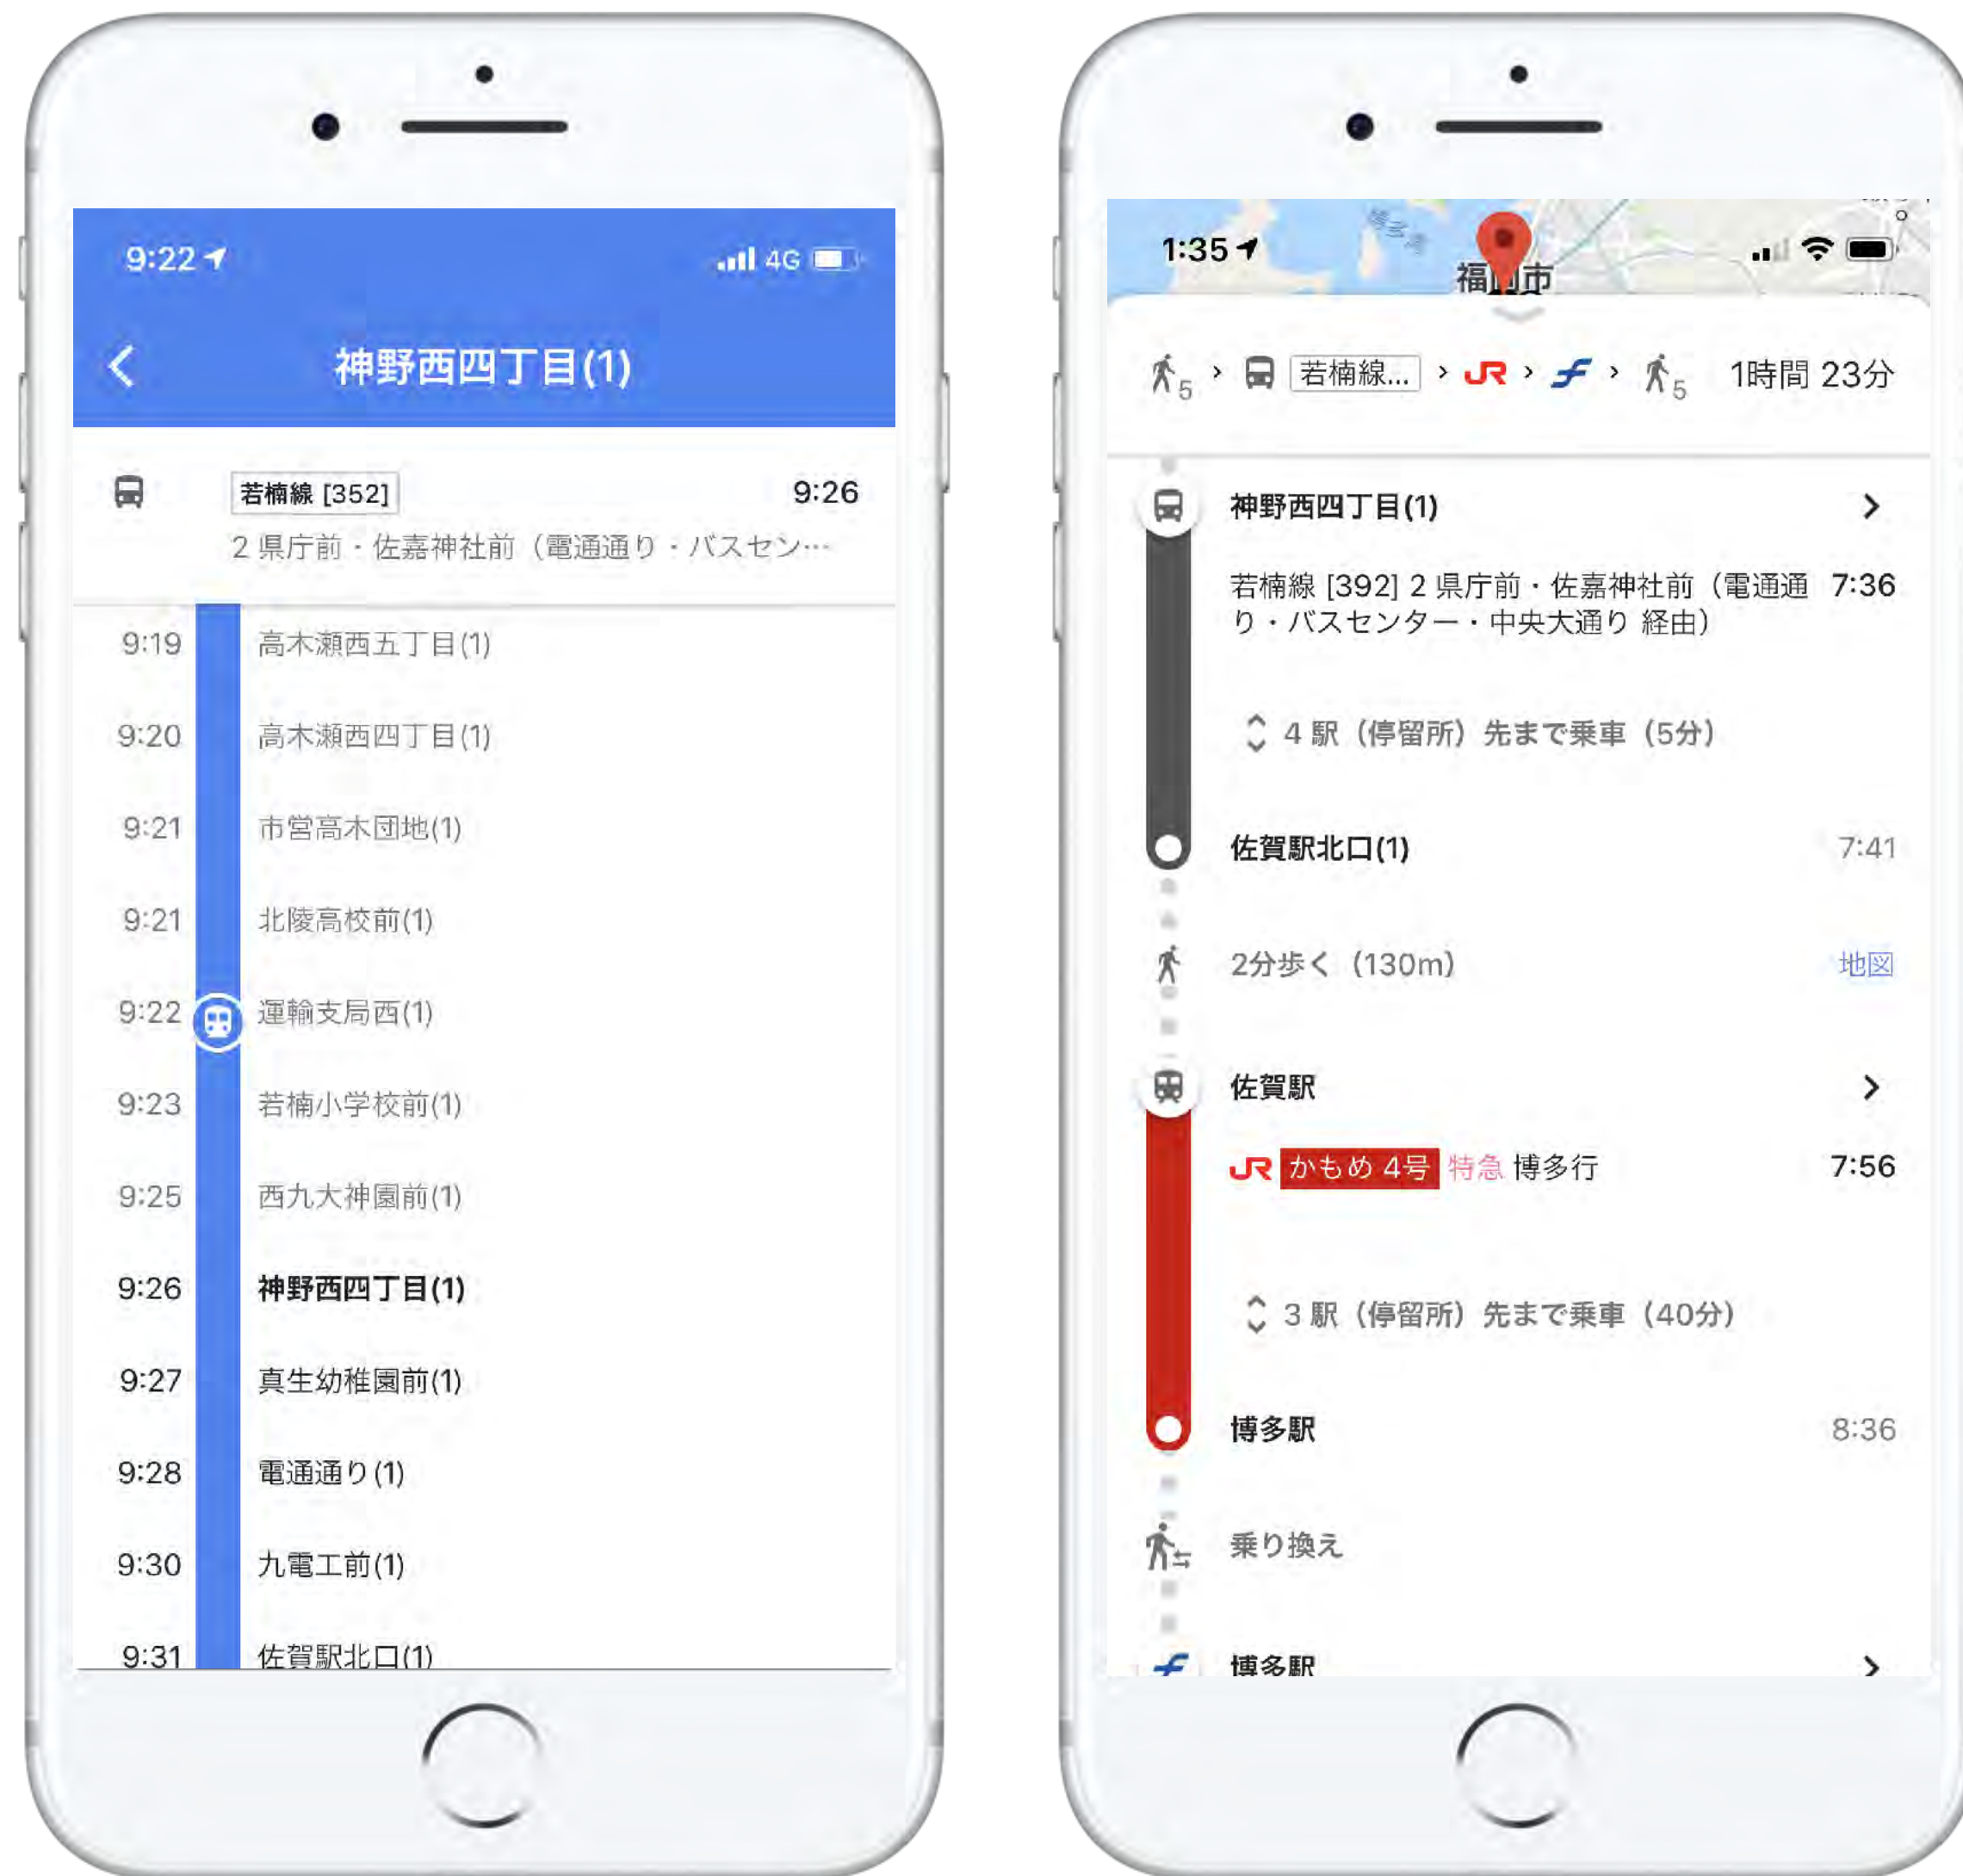 9:22
4G
神野西四丁目(1)
若楠線 [352]
9:26
2 県庁前・佐嘉神社前（電通通り・バスセン…
9:19 高木瀬西五丁目(1)
9:20 高木瀬西四丁目(1)
9:21 市営高木団地(1)
9:21 北陵高校前(1)
9:22 運輸支局西(1)
9:23 若楠小学校前(1)
9:25 西九大神園前(1)
9:26 神野西四丁目(1)
9:27 真生幼稚園前(1)
9:28 電通通り(1)
9:30 九電工前(1)
9:31 佐賀駅北口(1)
1:35
福岡市
5 若楠線... JR 5 1時間 23分
神野西四丁目(1)
若楠線 [392] 2 県庁前・佐嘉神社前（電通通 7:36
り・バスセンター・中央大通り 経由）
4 駅（停留所）先まで乗車（5分）
佐賀駅北口(1) 7:41
2分歩く（130m） 地図
佐賀駅
JR かもめ 4号 特急 博多行 7:56
3 駅（停留所）先まで乗車（40分）
博多駅 8:36
乗り換え
博多駅